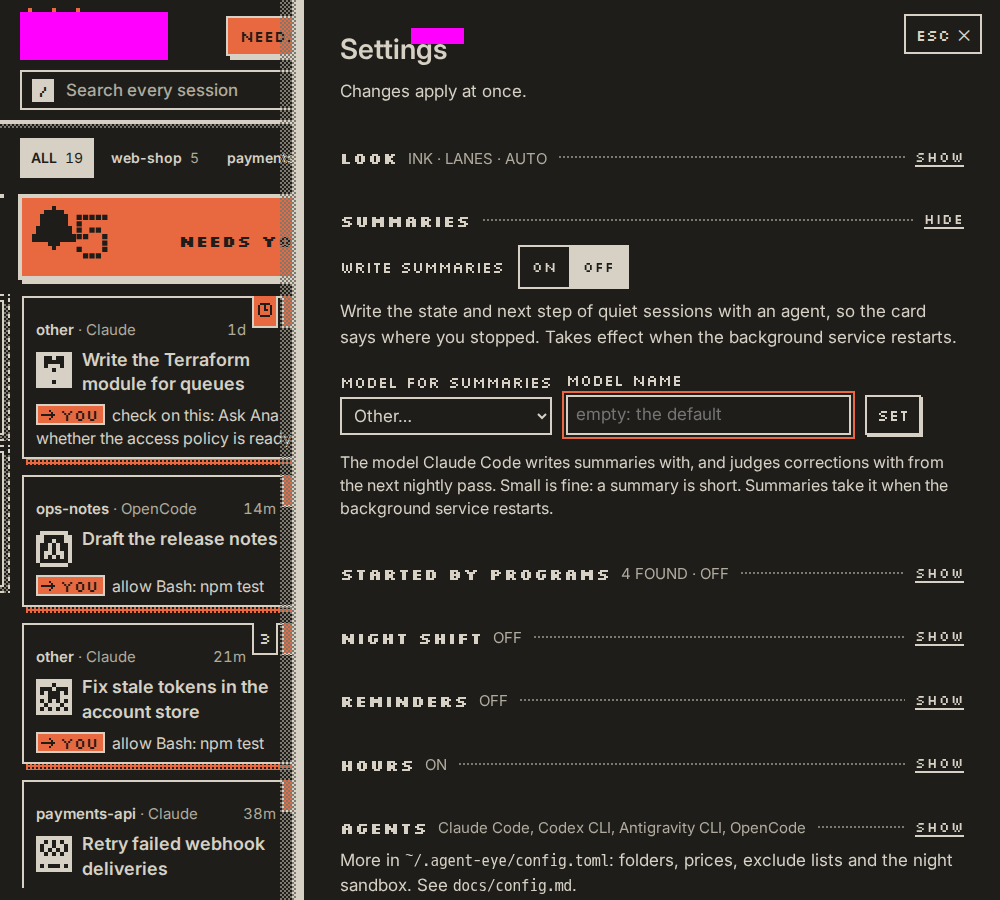 NEED
/ Search every session
ALL 19 web-shop 5 payments
5 NEEDS YO
other · Claude 1d
Write the Terraform
module for queues
→ YOU check on this: Ask Ana
whether the access policy is ready
ops-notes · OpenCode 14m
Draft the release notes
→ YOU allow Bash: npm test
3
other · Claude 21m
Fix stale tokens in the
account store
→ YOU allow Bash: npm test
payments-api · Claude 38m
Retry failed webhook
deliveries
Settings
ESC ×
Changes apply at once.
LOOK INK · LANES · AUTO SHOW
SUMMARIES HIDE
WRITE SUMMARIES ON OFF
Write the state and next step of quiet sessions with an agent, so the card
says where you stopped. Takes effect when the background service restarts.
MODEL FOR SUMMARIES MODEL NAME
Other... empty: the default SET
The model Claude Code writes summaries with, and judges corrections with from
the next nightly pass. Small is fine: a summary is short. Summaries take it when the
background service restarts.
STARTED BY PROGRAMS 4 FOUND · OFF SHOW
NIGHT SHIFT OFF SHOW
REMINDERS OFF SHOW
HOURS ON SHOW
AGENTS Claude Code, Codex CLI, Antigravity CLI, OpenCode SHOW
More in ~/.agent-eye/config.toml: folders, prices, exclude lists and the night
sandbox. See docs/config.md.